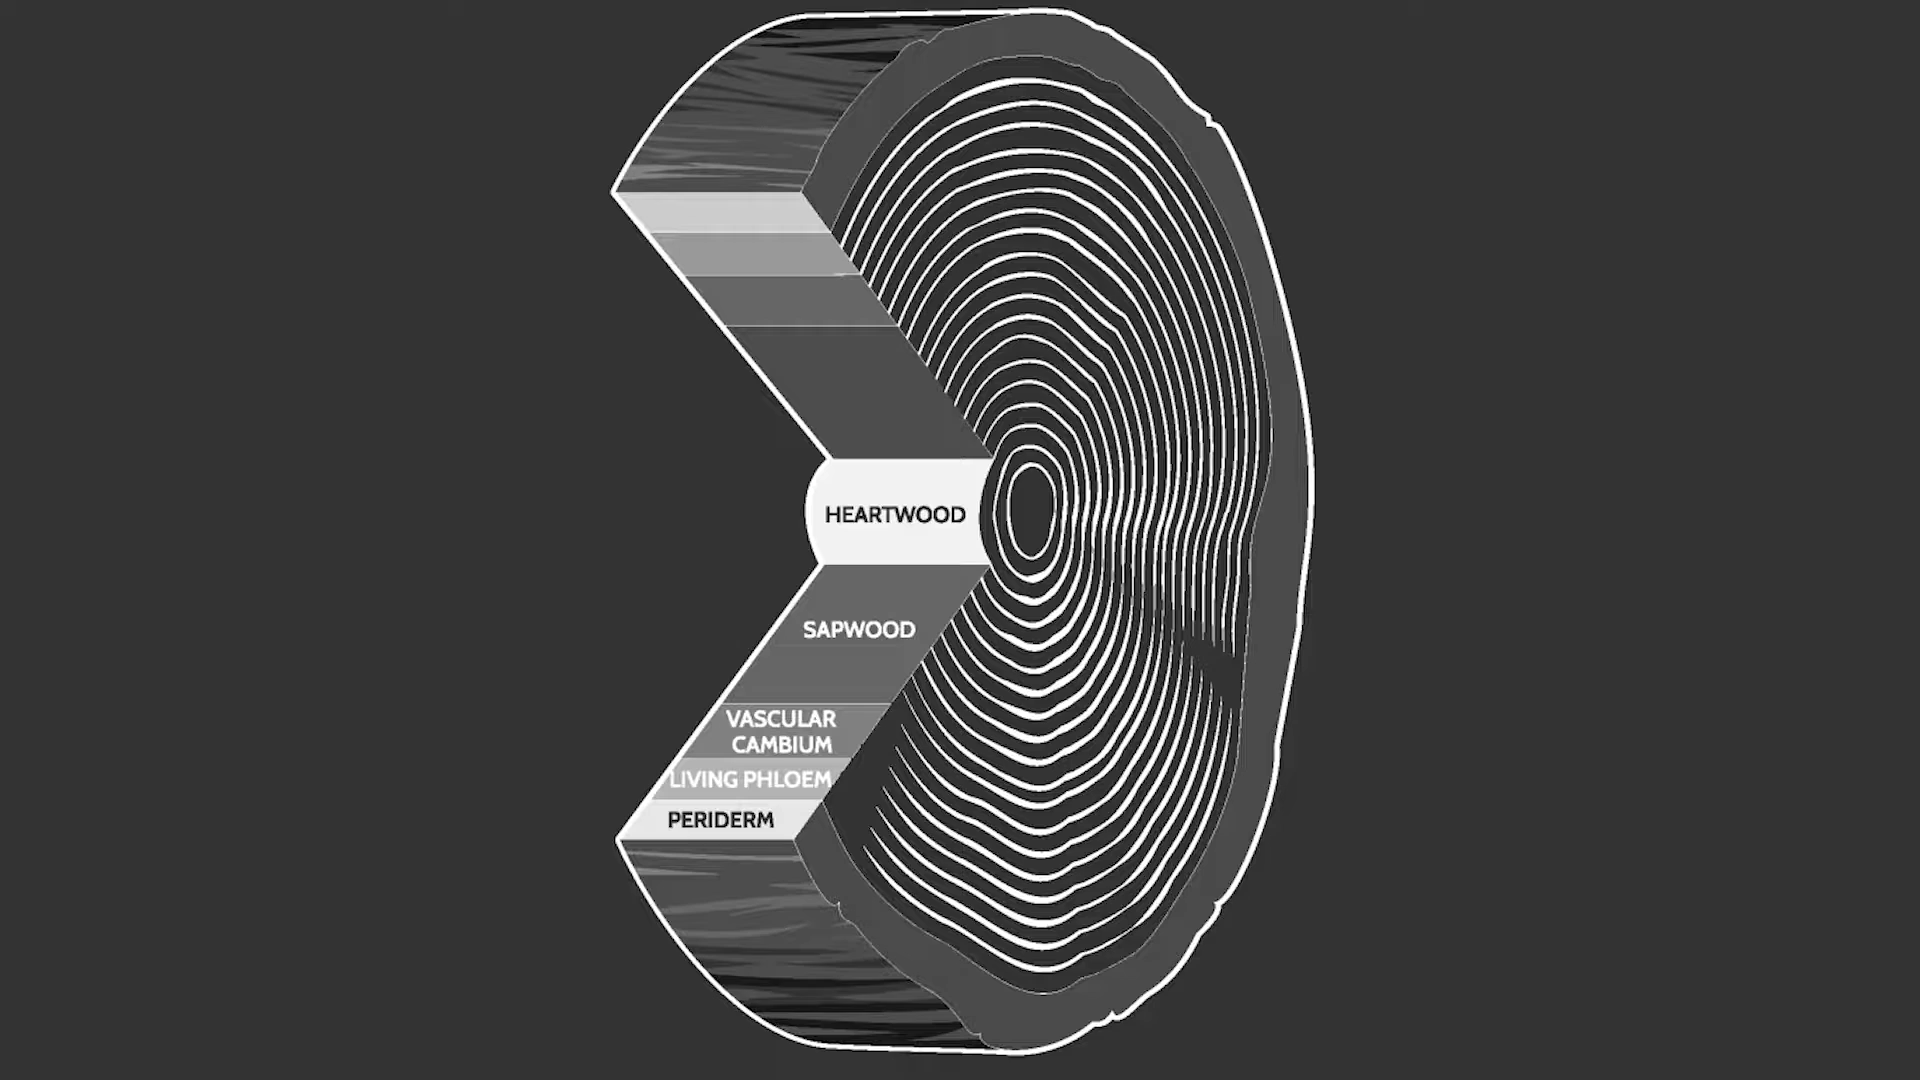 HEARTWOOD
SAPWOOD
VASCULAR
CAMBIUM
LIVING PHLOEM
PERIDERM